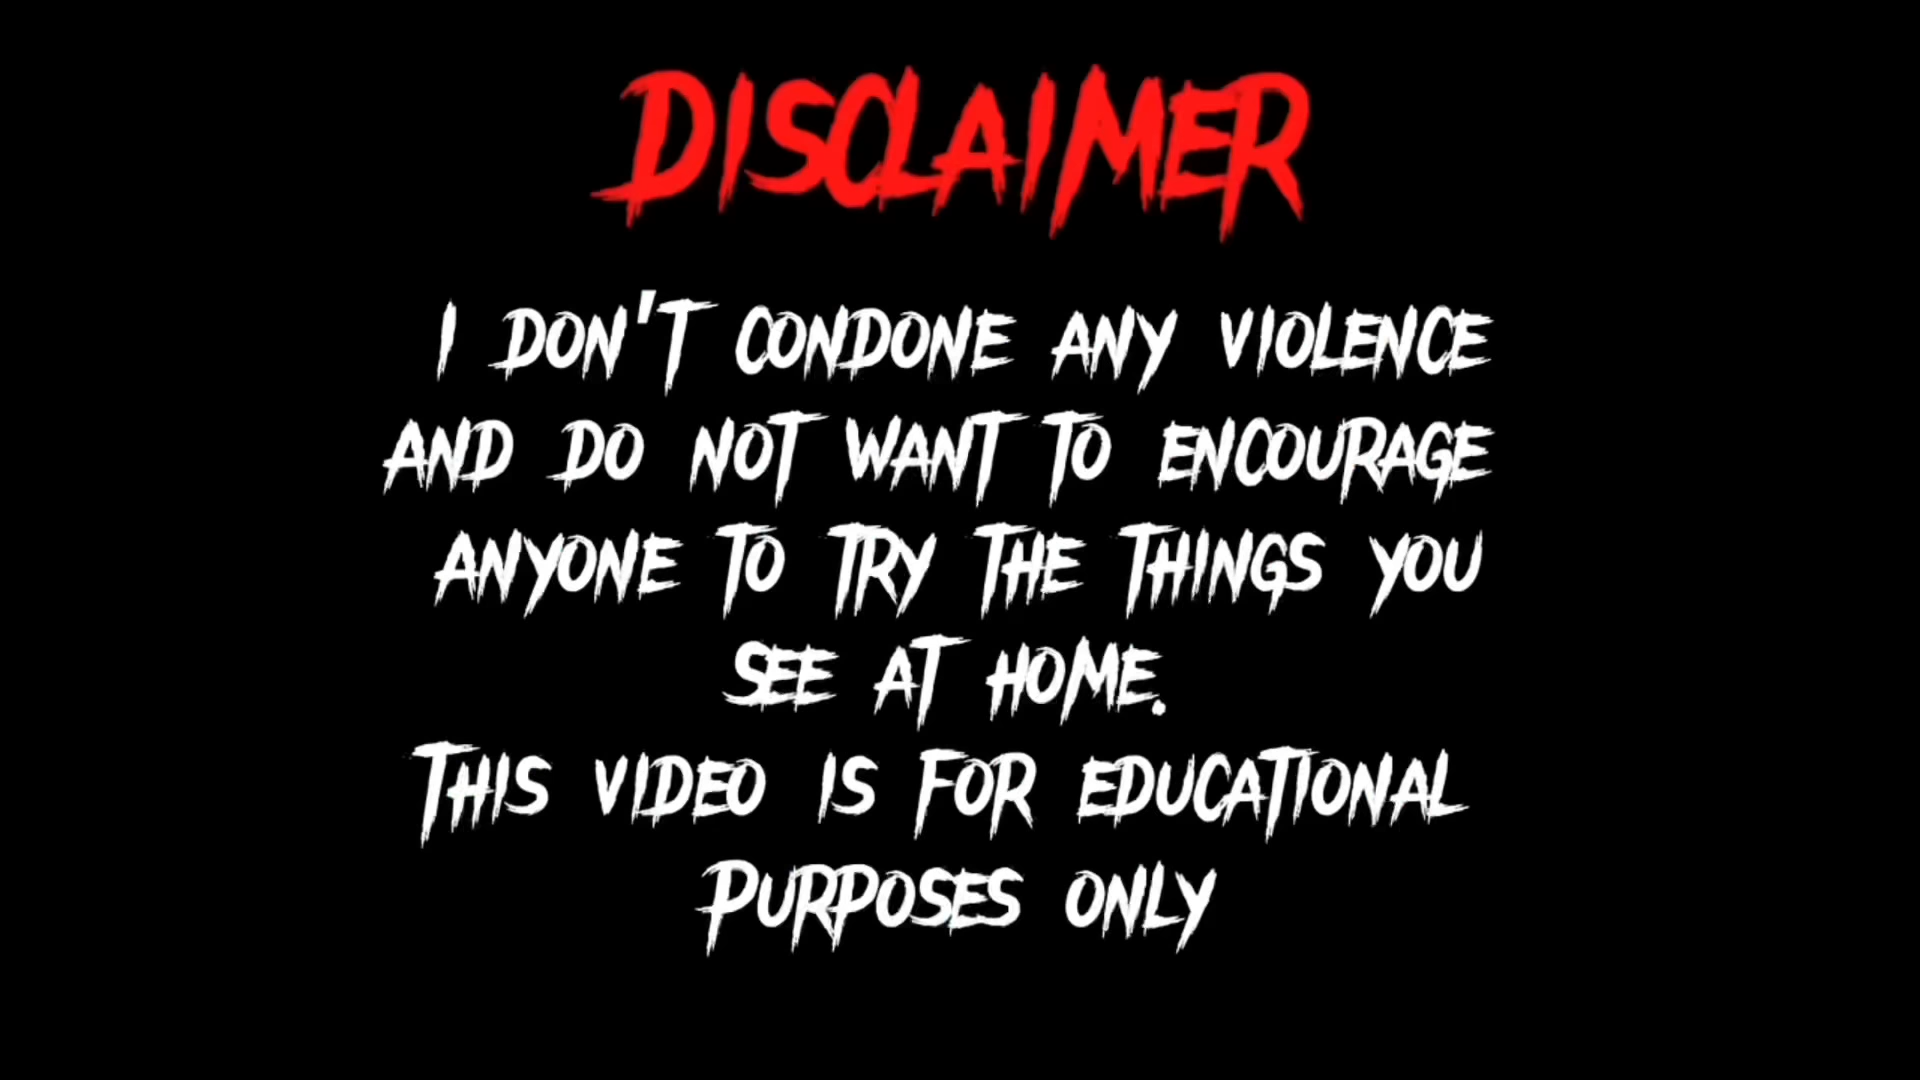 DISCLAIMER
I DON'T CONDONE ANY VIOLENCE
AND DO NOT WANT TO ENCOURAGE
ANYONE TO TRY THE THINGS YOU
SEE AT HOME.
THIS VIDEO IS FOR EDUCATIONAL
PURPOSES ONLY